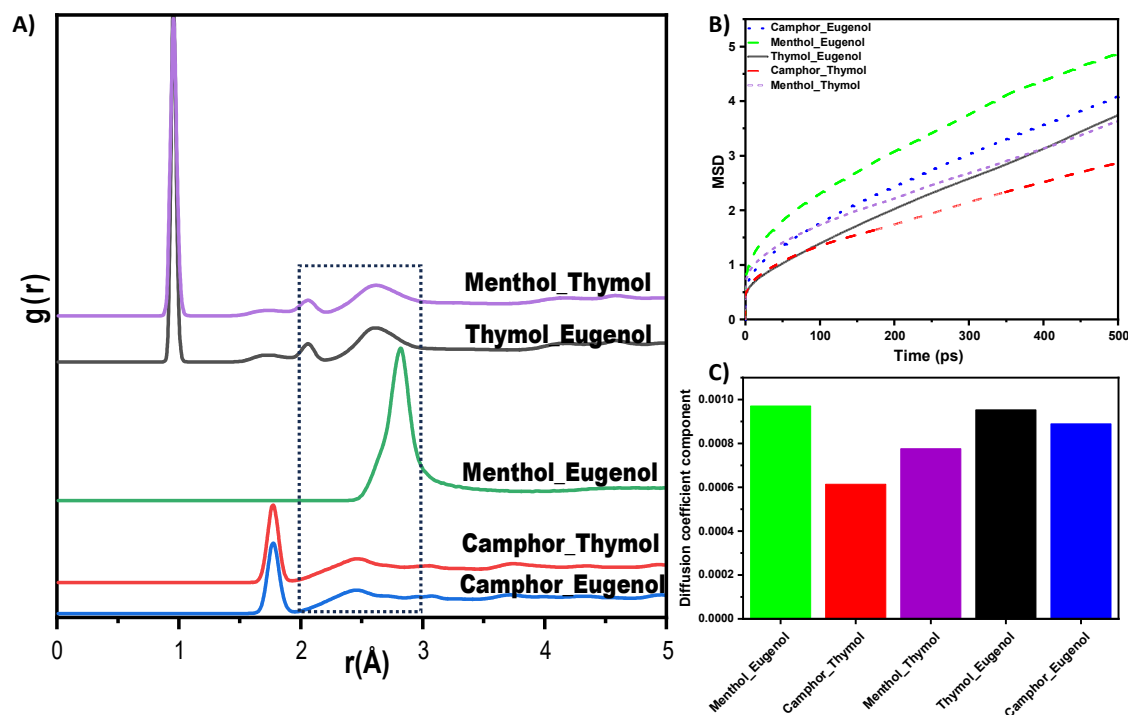 A)
g(r)
Menthol_Thymol
Thymol_Eugenol
Menthol_Eugenol
Camphor_Thymol
Camphor_Eugenol
0 1 2 3 4 5
r(Å)
B)
Camphor_Eugenol
Menthol_Eugenol
Thymol_Eugenol
Camphor_Thymol
Menthol_Thymol
MSD
5
4
3
2
1
0
0 100 200 300 400 500
Time (ps)
C)
Diffusion coefficient component
0.0010
0.0008
0.0006
0.0004
0.0002
0.0000
Menthol_Eugenol
Camphor_Thymol
Menthol_Thymol
Thymol_Eugenol
Camphor_Eugenol